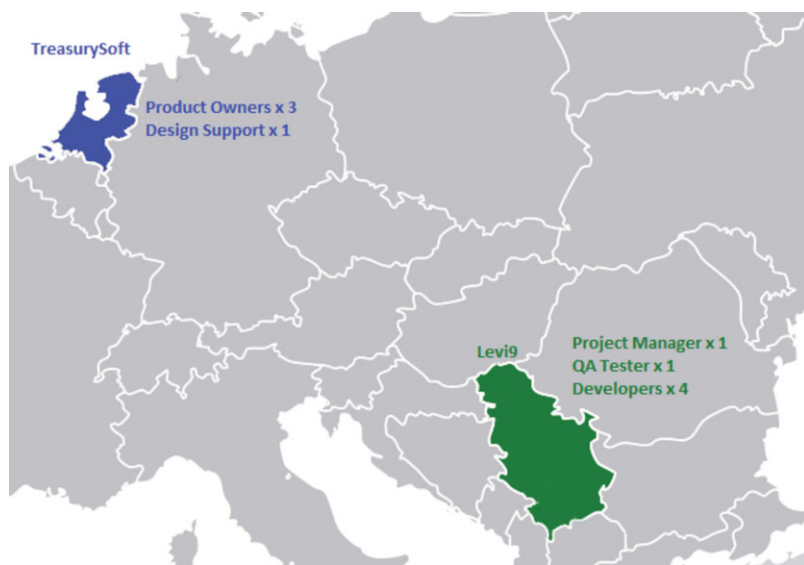 TreasurySoft
Product Owners x 3
Design Support x 1
Levi9
Project Manager x 1
QA Tester x 1
Developers x 4